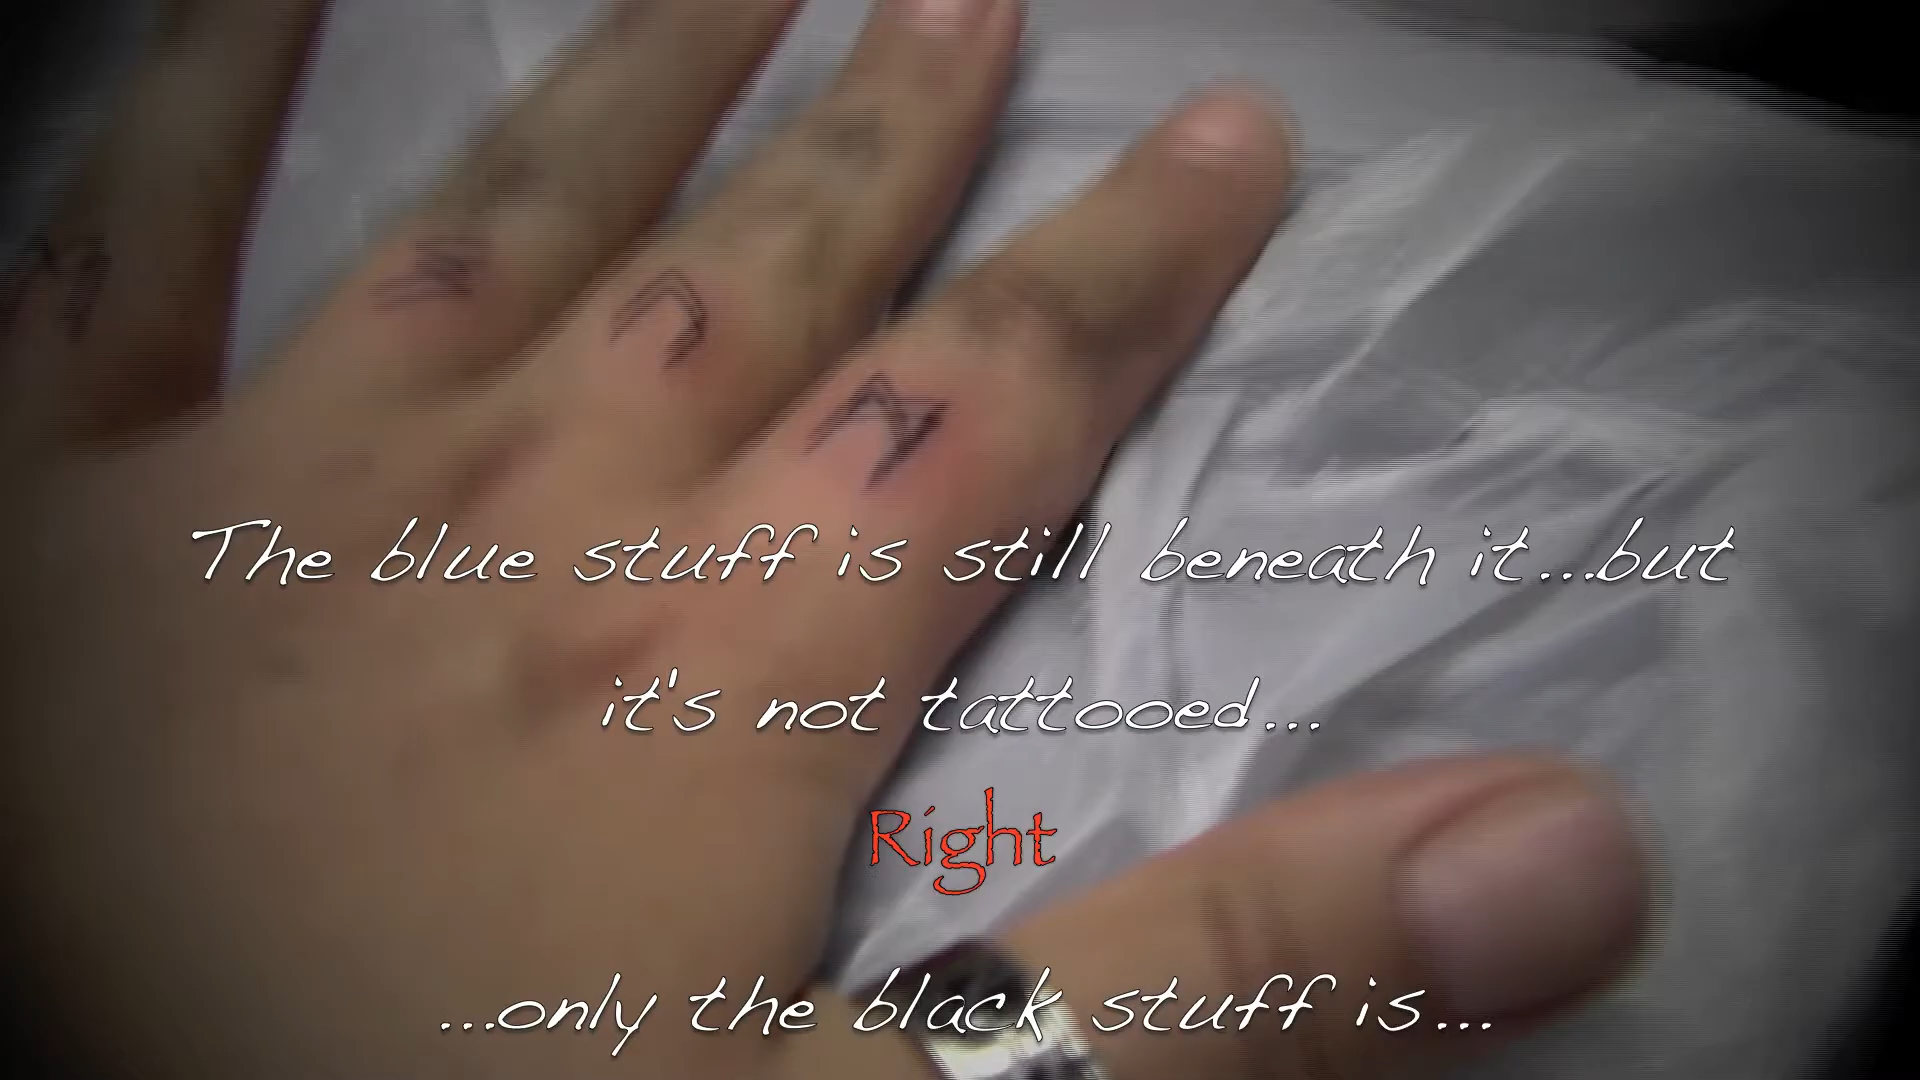 The blue stuff is still beneath it...but
it's not tattooed...
Right
...only the black stuff is...